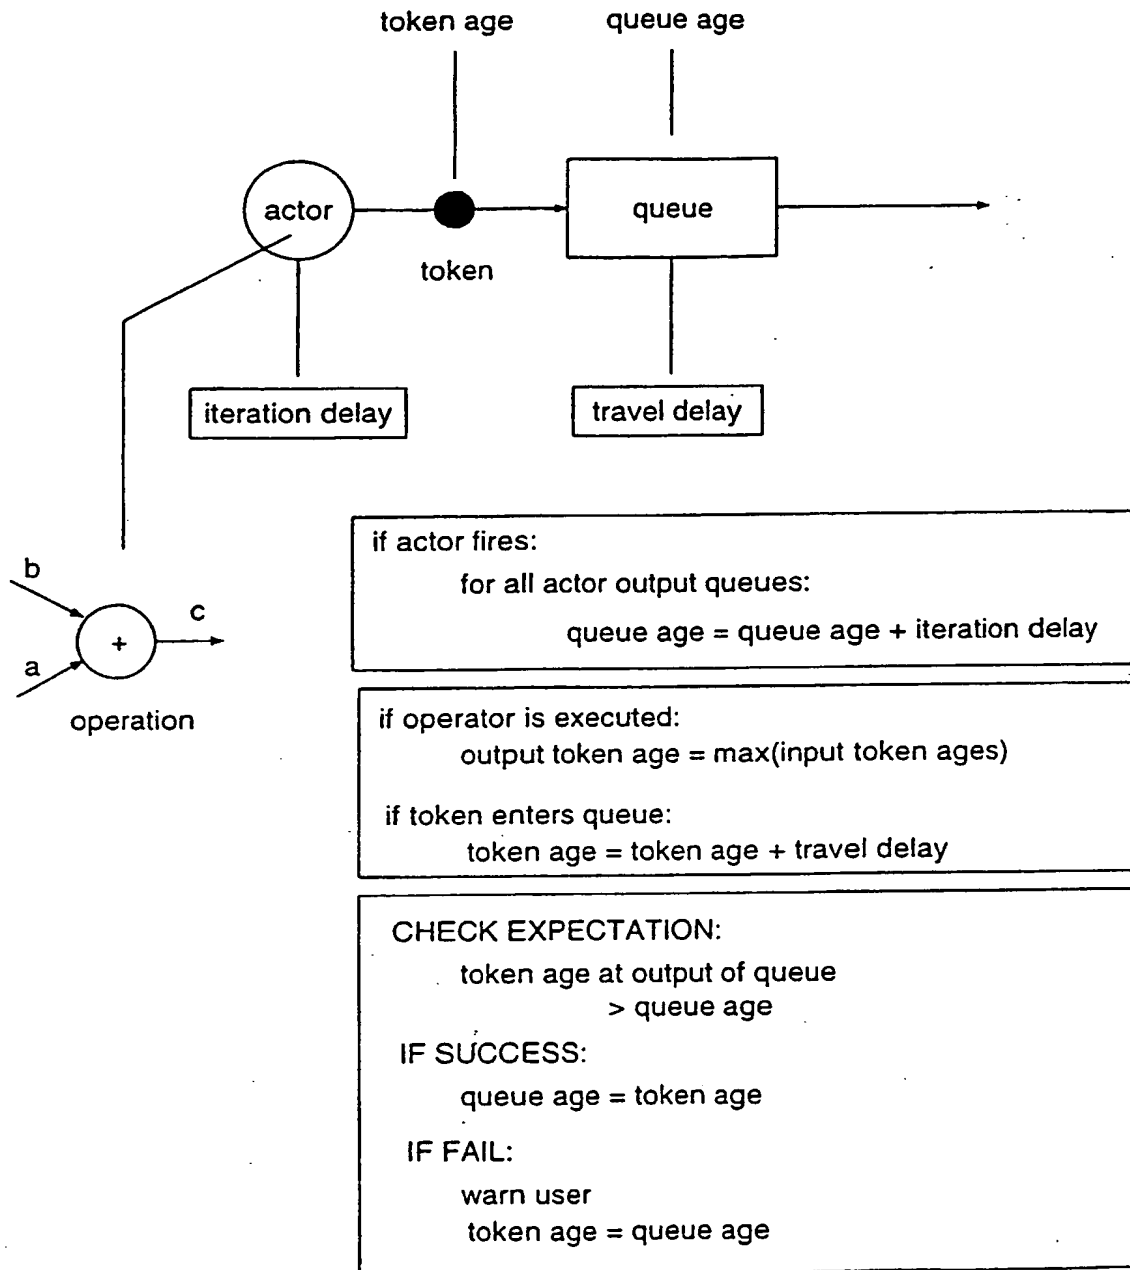 token age
queue age
actor
queue
token
iteration delay
travel delay
b
c
+
a
operation
if actor fires:
for all actor output queues:
queue age = queue age + iteration delay
if operator is executed:
output token age = max(input token ages)
if token enters queue:
token age = token age + travel delay
CHECK EXPECTATION:
token age at output of queue
> queue age
IF SUCCESS:
queue age = token age
IF FAIL:
warn user
token age = queue age